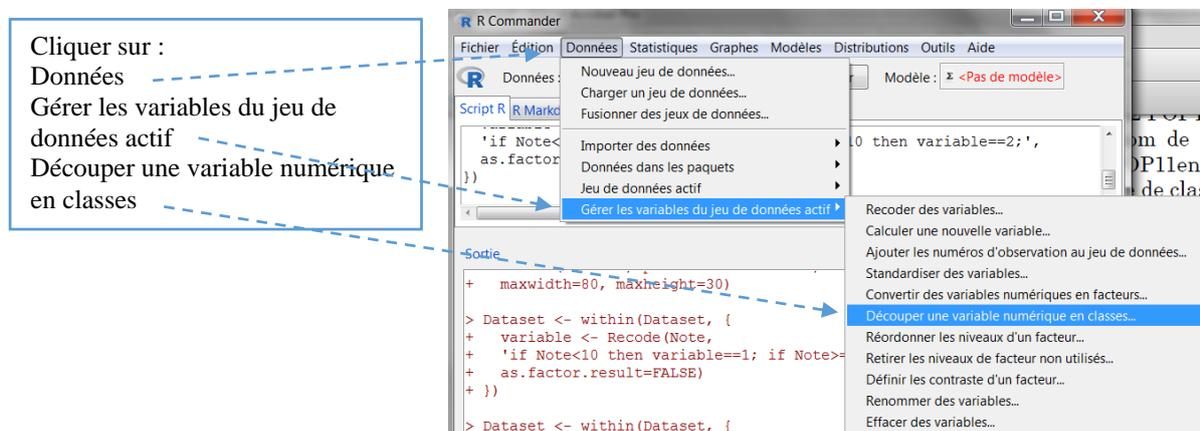 Cliquer sur :
Données
Gérer les variables du jeu de
données actif
Découper une variable numérique
en classes
R Commander
Fichier Édition Données Statistiques Graphes Modèles Distributions Outils Aide
Données : Modèle : Σ <Pas de modèle>
Script R R Markd
Nouveau jeu de données...
Charger un jeu de données...
Fusionner des jeux de données...
Importer des données
Données dans les paquets
Jeu de données actif
Gérer les variables du jeu de données actif
'if Note< 10 then variable==2;',
as.factor
})
om de
OP11en
de clas
Recoder des variables...
Calculer une nouvelle variable...
Ajouter les numéros d'observation au jeu de données...
Standardiser des variables...
Convertir des variables numériques en facteurs...
Découper une variable numérique en classes...
Réordonner les niveaux d'un facteur...
Retirer les niveaux de facteur non utilisés...
Définir les contraste d'un facteur...
Renommer des variables...
Effacer des variables...
Sortie
+ maxwidth=80, maxheight=30)
> Dataset <- within(Dataset, {
+ variable <- Recode(Note,
+ 'if Note<10 then variable==1; if Note>=
+ as.factor.result=FALSE)
+ })
> Dataset <- within(Dataset, {